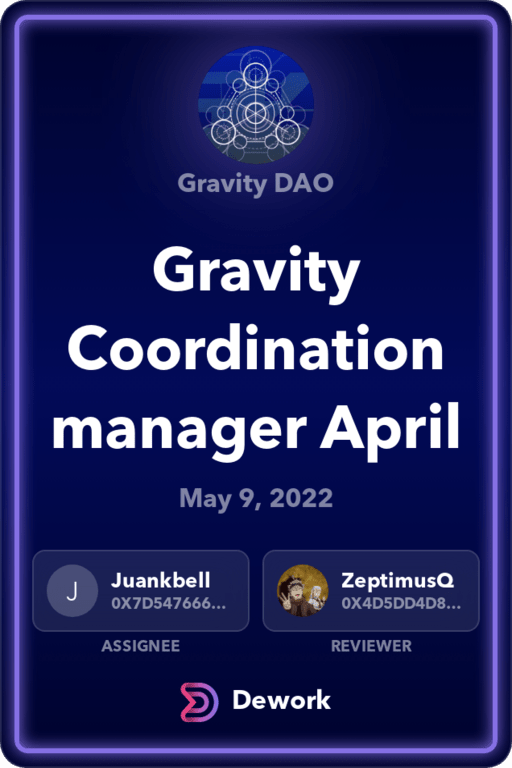 Gravity DAO
Gravity
Coordination
manager April
May 9, 2022
J
Juankbell
0X7D547666...
ASSIGNEE
ZeptimusQ
0X4D5DD4D8...
REVIEWER
Dework